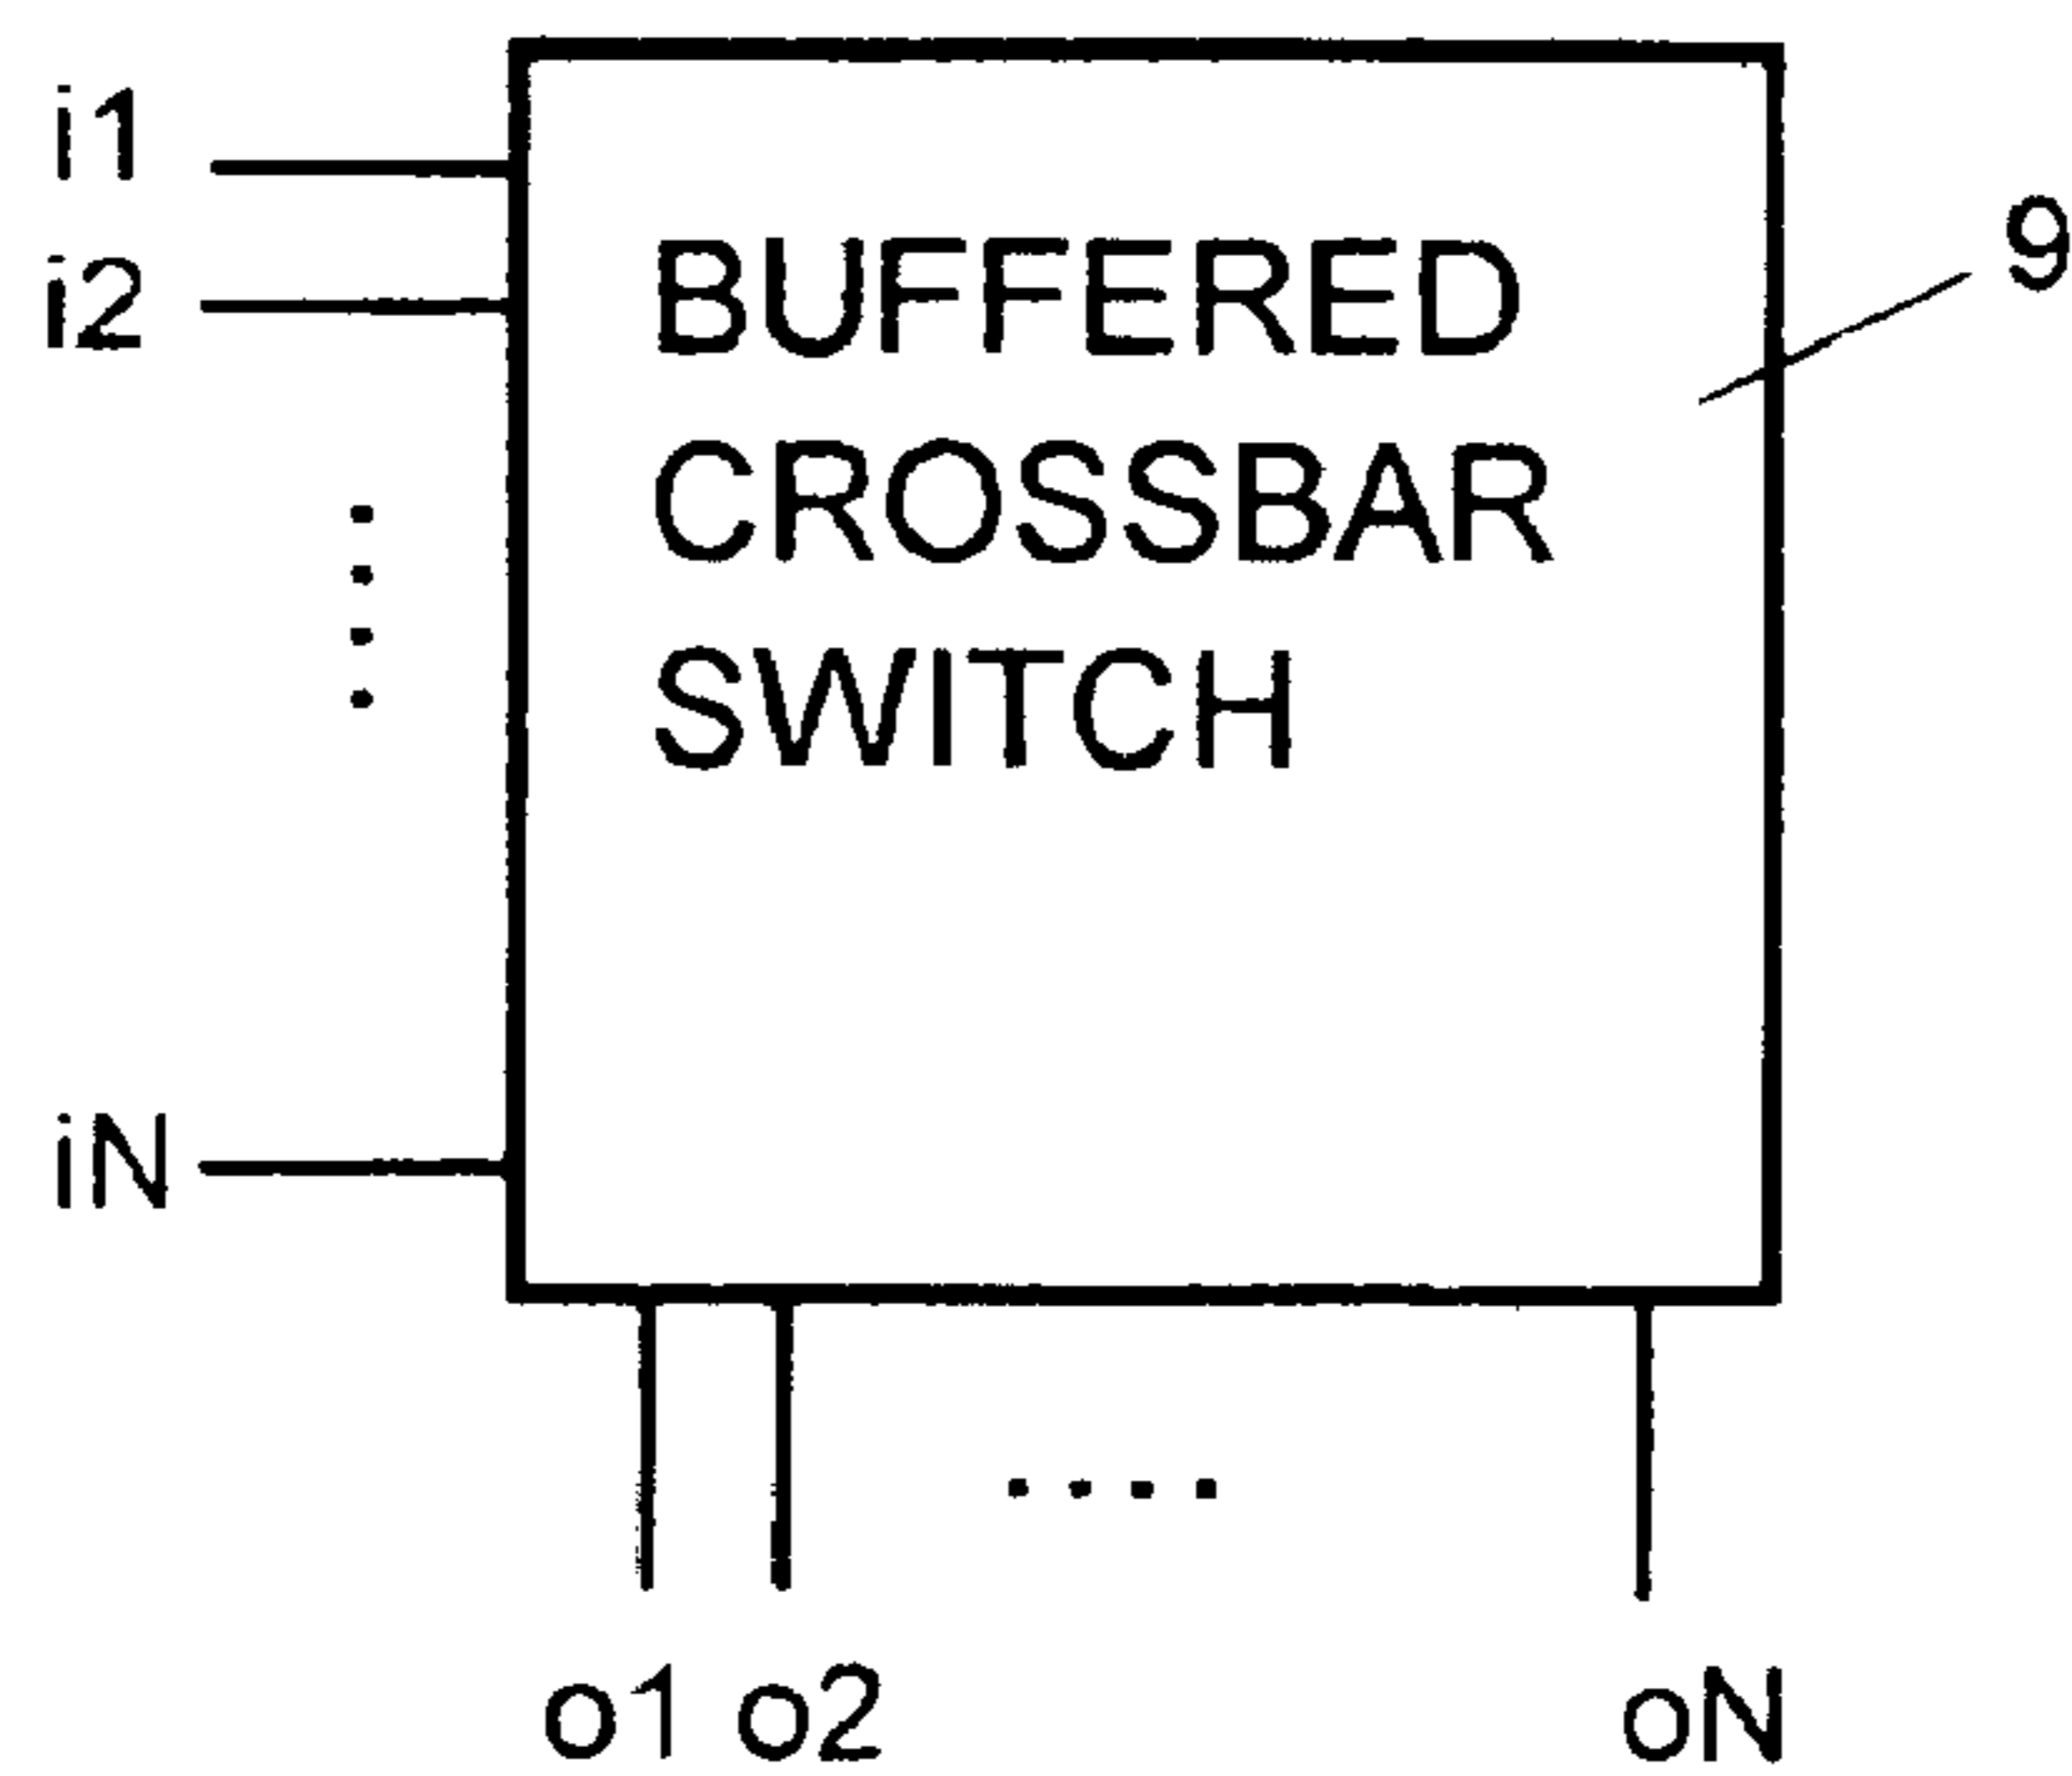 i1
i2
BUFFERED
CROSSBAR
SWITCH
9
iN
o1 o2 oN